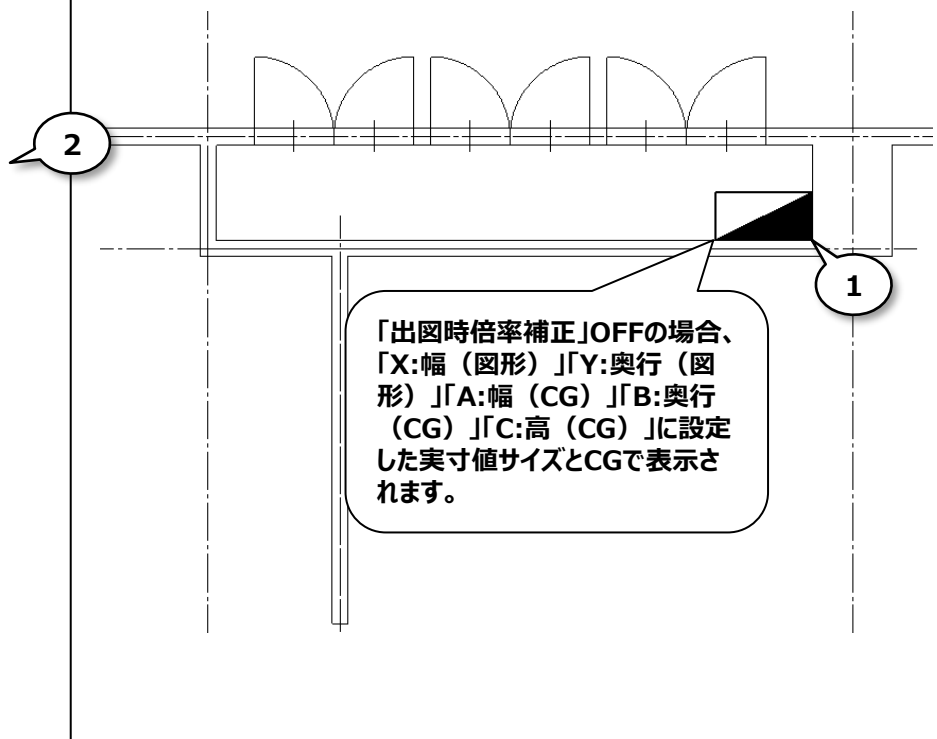 2
1
「出図時倍率補正」OFFの場合、
「X:幅（図形）」「Y:奥行（図
形）」「A:幅（CG）」「B:奥行
（CG）」「C:高（CG）」に設定
した実寸値サイズとCGで表示さ
れます。